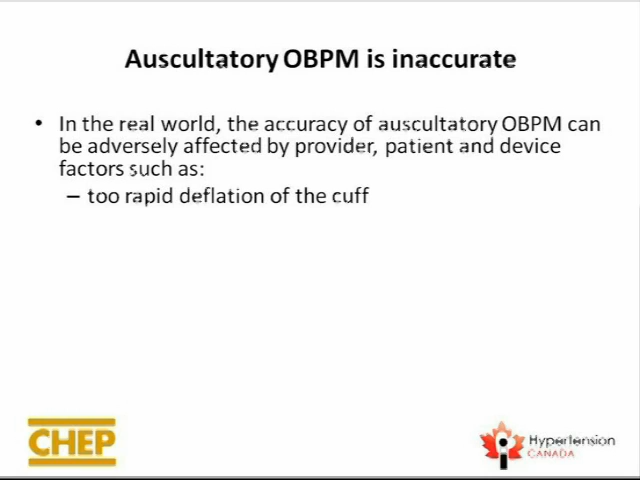 Auscultatory OBPM is inaccurate
• In the real world, the accuracy of auscultatory OBPM can
be adversely affected by provider, patient and device
factors such as:
– too rapid deflation of the cuff
CHEP
Hypertension
CANADA